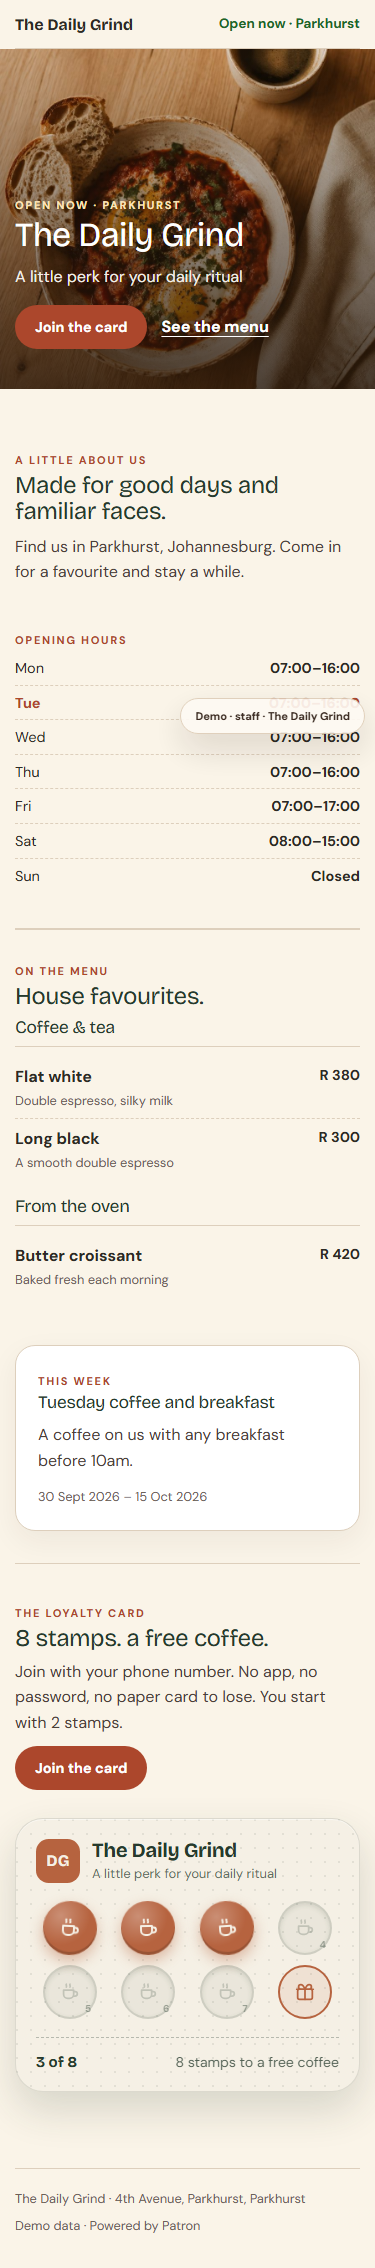 The Daily Grind
Open now · Parkhurst
OPEN NOW · PARKHURST
The Daily Grind
A little perk for your daily ritual
Join the card
See the menu
A LITTLE ABOUT US
Made for good days and
familiar faces.
Find us in Parkhurst, Johannesburg. Come in
for a favourite and stay a while.
OPENING HOURS
Mon 07:00–16:00
Tue 07:00–16:00
Demo · staff · The Daily Grind
Wed 07:00–16:00
Thu 07:00–16:00
Fri 07:00–17:00
Sat 08:00–15:00
Sun Closed
ON THE MENU
House favourites.
Coffee & tea
Flat white R 380
Double espresso, silky milk
Long black R 300
A smooth double espresso
From the oven
Butter croissant R 420
Baked fresh each morning
THIS WEEK
Tuesday coffee and breakfast
A coffee on us with any breakfast
before 10am.
30 Sept 2026 – 15 Oct 2026
THE LOYALTY CARD
8 stamps. a free coffee.
Join with your phone number. No app, no
password, no paper card to lose. You start
with 2 stamps.
Join the card
DG
The Daily Grind
A little perk for your daily ritual
4
5 6 7
3 of 8 8 stamps to a free coffee
The Daily Grind · 4th Avenue, Parkhurst, Parkhurst
Demo data · Powered by Patron